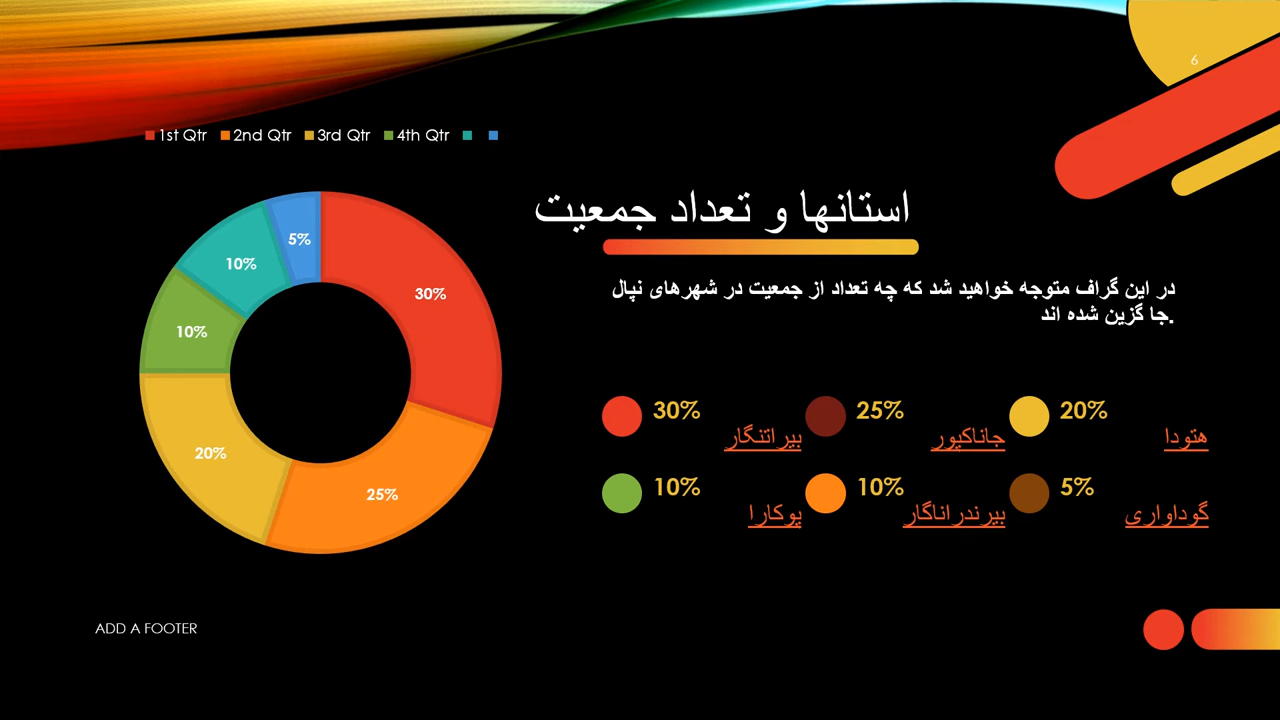 6
1st Qtr 2nd Qtr 3rd Qtr 4th Qtr
استانها و تعداد جمعیت
در این گراف متوجه خواهید شد که چه تعداد از جمعیت در شهرهای نپال
جا گزین شده اند.
5%
10%
30%
10%
20%
25%
30% 25% 20%
بیراتنگار جاناکپور هتودا
10% 10% 5%
پوکارا بیرندراناگار گوداواری
ADD A FOOTER